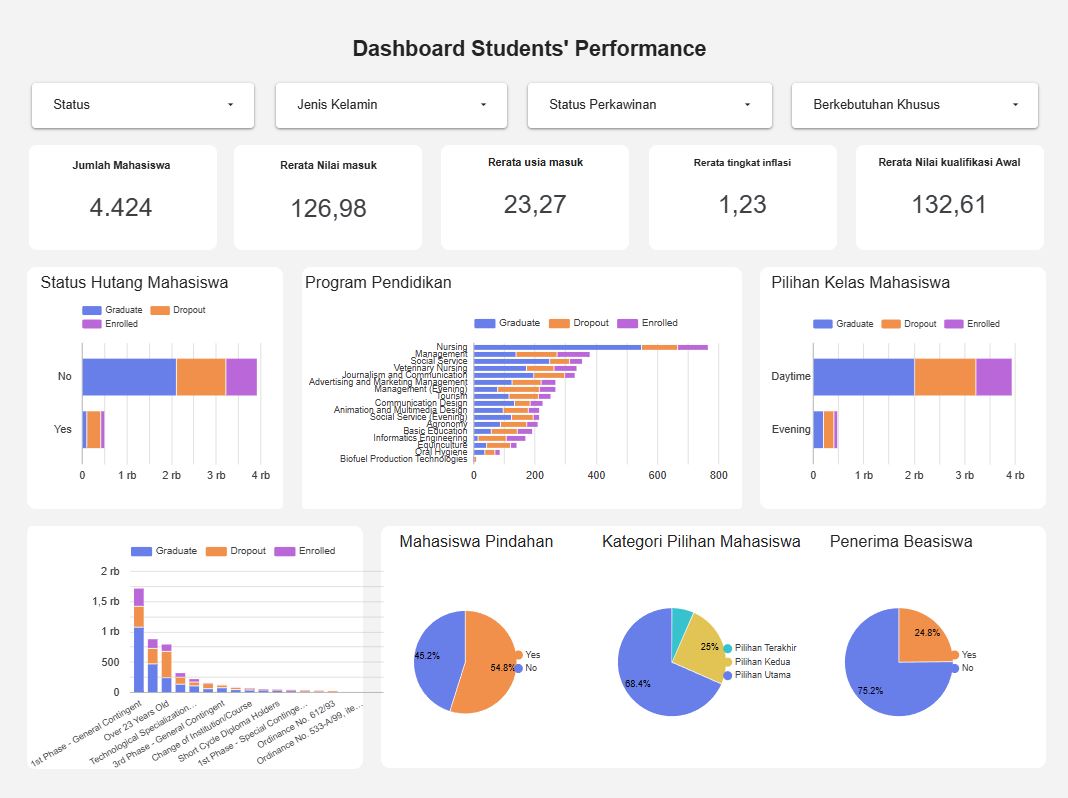 Dashboard Students' Performance
Status
Jenis Kelamin
Status Perkawinan
Berkebutuhan Khusus
Jumlah Mahasiswa
4.424
Rerata Nilai masuk
126,98
Rerata usia masuk
23,27
Rerata tingkat inflasi
1,23
Rerata Nilai kualifikasi Awal
132,61
Status Hutang Mahasiswa
Graduate Dropout
Enrolled
No
Yes
0 1 rb 2 rb 3 rb 4 rb
Program Pendidikan
Graduate Dropout Enrolled
Nursing
Management
Social Service
Veterinary Nursing
Journalism and Communication
Advertising and Marketing Management
Management (Evening)
Tourism
Communication Design
Animation and Multimedia Design
Social Service (Evening)
Agronomy
Basic Education
Informatics Engineering
Equinculture
Oral Hygiene
Biofuel Production Technologies
0 200 400 600 800
Pilihan Kelas Mahasiswa
Graduate Dropout Enrolled
Daytime
Evening
0 1 rb 2 rb 3 rb 4 rb
Graduate Dropout Enrolled
2 rb
1,5 rb
1 rb
500
0
1st Phase - General Contingent
Over 23 Years Old
Technological Specialization...
3rd Phase - General Contingent
Change of Institution/Course
Short Cycle Diploma Holders
1st Phase - Special Continge...
Ordinance No. 612/93
Ordinance No. 533-A/99, ite...
Mahasiswa Pindahan
45.2%
54.8%
Yes
No
Kategori Pilihan Mahasiswa
25%
68.4%
Pilihan Terakhir
Pilihan Kedua
Pilihan Utama
Penerima Beasiswa
24.8%
75.2%
Yes
No